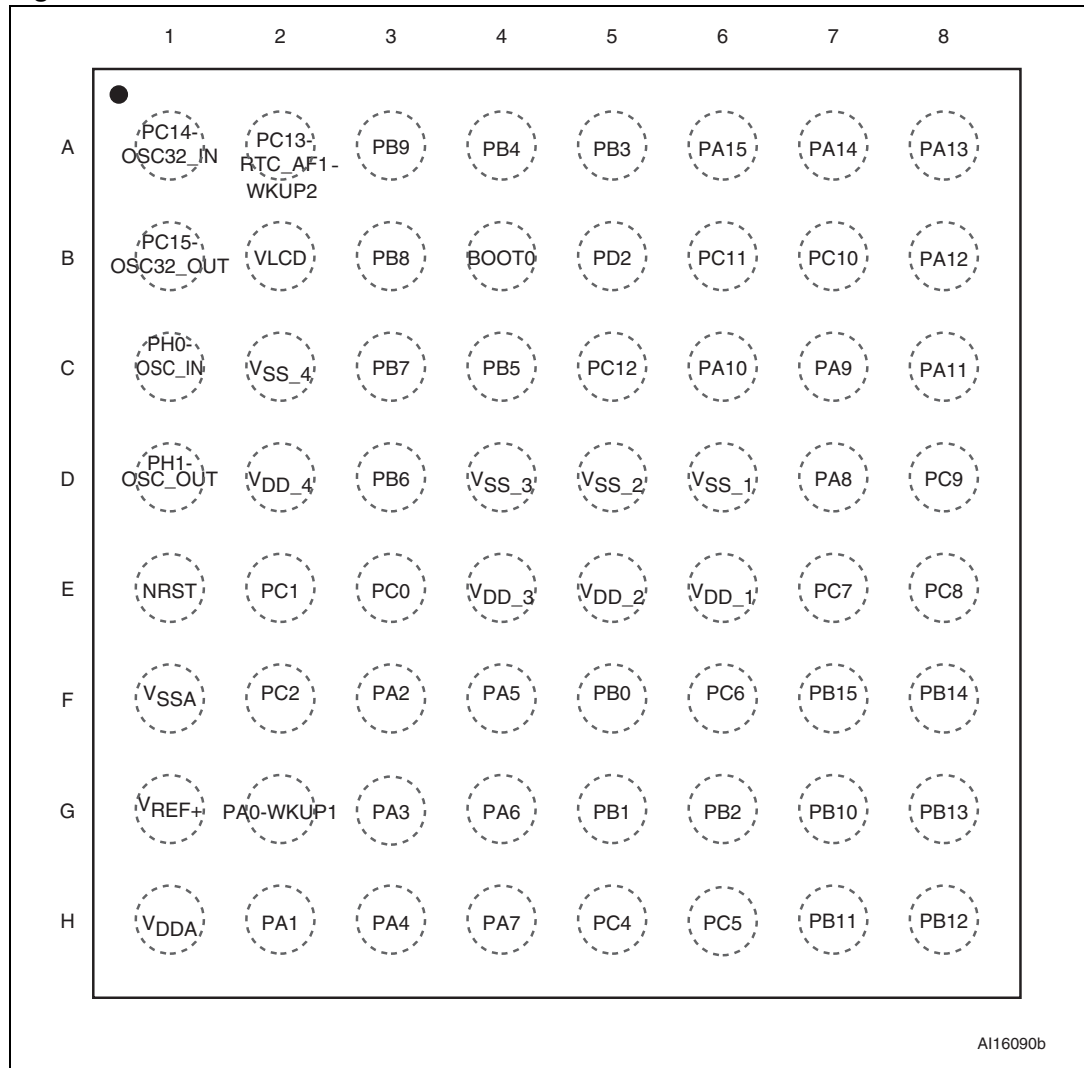 1 2 3 4 5 6 7 8
A PC14-OSC32_IN PC13-RTC_AF1-WKUP2 PB9 PB4 PB3 PA15 PA14 PA13
B PC15-OSC32_OUT VLCD PB8 BOOT0 PD2 PC11 PC10 PA12
C PH0-OSC_IN VSS_4 PB7 PB5 PC12 PA10 PA9 PA11
D PH1-OSC_OUT VDD_4 PB6 VSS_3 VSS_2 VSS_1 PA8 PC9
E NRST PC1 PC0 VDD_3 VDD_2 VDD_1 PC7 PC8
F VSSA PC2 PA2 PA5 PB0 PC6 PB15 PB14
G VREF+ PA0-WKUP1 PA3 PA6 PB1 PB2 PB10 PB13
H VDDA PA1 PA4 PA7 PC4 PC5 PB11 PB12
AI16090b